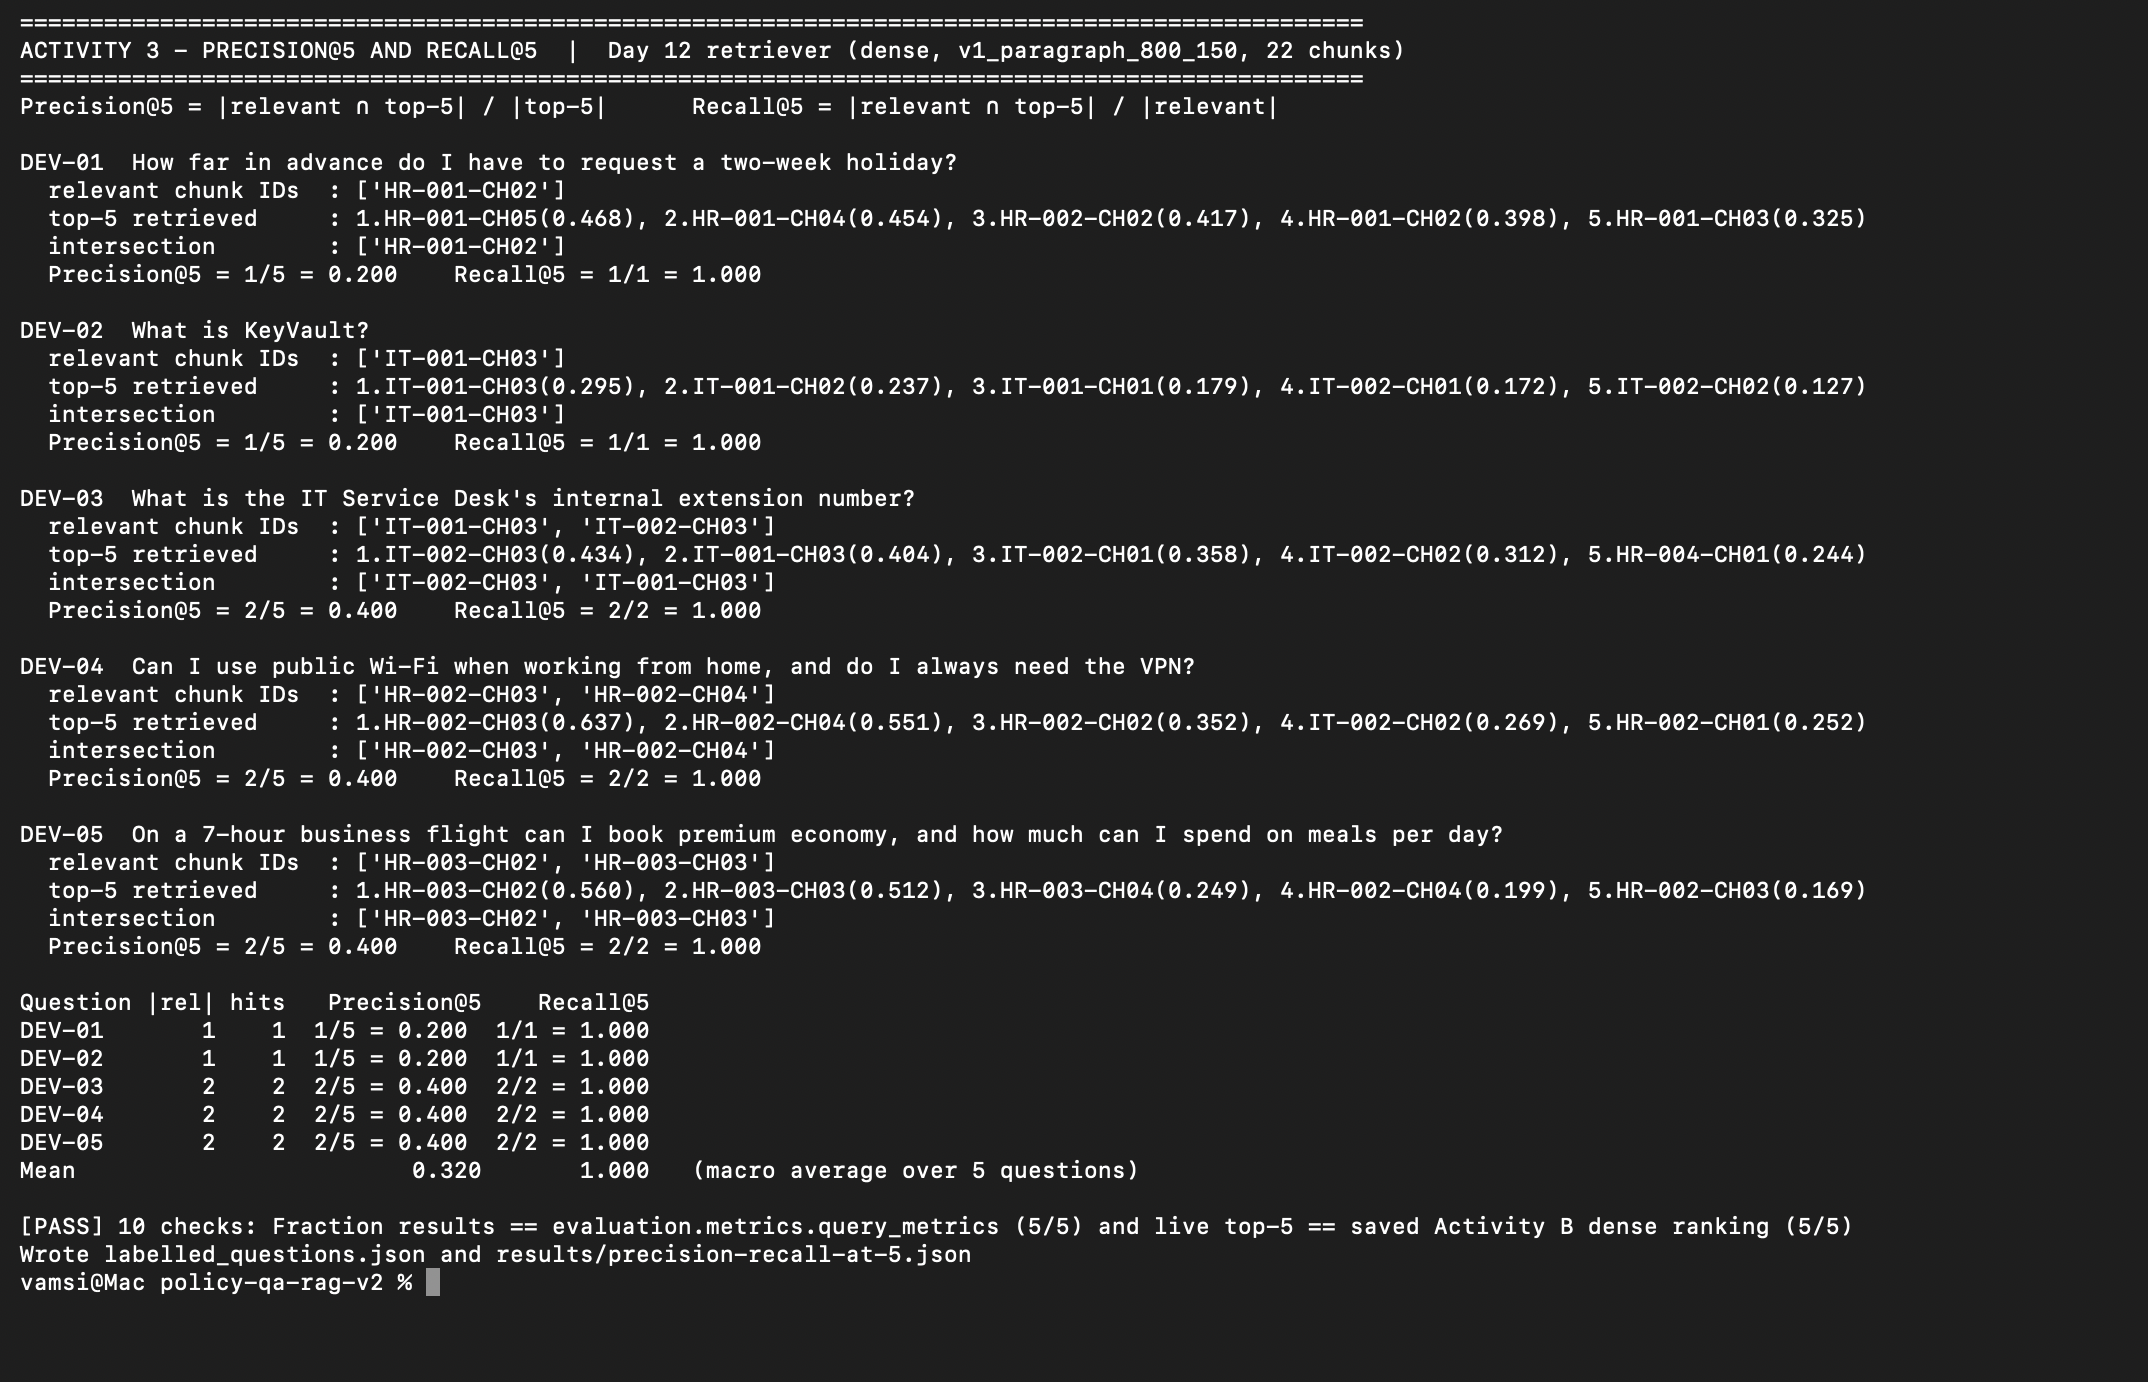 ================================================================================================
ACTIVITY 3 — PRECISION@5 AND RECALL@5  |  Day 12 retriever (dense, v1_paragraph_800_150, 22 chunks)
================================================================================================
Precision@5 = |relevant ∩ top-5| / |top-5|      Recall@5 = |relevant ∩ top-5| / |relevant|
DEV-01  How far in advance do I have to request a two-week holiday?
  relevant chunk IDs  : ['HR-001-CH02']
  top-5 retrieved     : 1.HR-001-CH05(0.468), 2.HR-001-CH04(0.454), 3.HR-002-CH02(0.417), 4.HR-001-CH02(0.398), 5.HR-001-CH03(0.325)
  intersection        : ['HR-001-CH02']
  Precision@5 = 1/5 = 0.200    Recall@5 = 1/1 = 1.000
DEV-02  What is KeyVault?
  relevant chunk IDs  : ['IT-001-CH03']
  top-5 retrieved     : 1.IT-001-CH03(0.295), 2.IT-001-CH02(0.237), 3.IT-001-CH01(0.179), 4.IT-002-CH01(0.172), 5.IT-002-CH02(0.127)
  intersection        : ['IT-001-CH03']
  Precision@5 = 1/5 = 0.200    Recall@5 = 1/1 = 1.000
DEV-03  What is the IT Service Desk's internal extension number?
  relevant chunk IDs  : ['IT-001-CH03', 'IT-002-CH03']
  top-5 retrieved     : 1.IT-002-CH03(0.434), 2.IT-001-CH03(0.404), 3.IT-002-CH01(0.358), 4.IT-002-CH02(0.312), 5.HR-004-CH01(0.244)
  intersection        : ['IT-002-CH03', 'IT-001-CH03']
  Precision@5 = 2/5 = 0.400    Recall@5 = 2/2 = 1.000
DEV-04  Can I use public Wi-Fi when working from home, and do I always need the VPN?
  relevant chunk IDs  : ['HR-002-CH03', 'HR-002-CH04']
  top-5 retrieved     : 1.HR-002-CH03(0.637), 2.HR-002-CH04(0.551), 3.HR-002-CH02(0.352), 4.IT-002-CH02(0.269), 5.HR-002-CH01(0.252)
  intersection        : ['HR-002-CH03', 'HR-002-CH04']
  Precision@5 = 2/5 = 0.400    Recall@5 = 2/2 = 1.000
DEV-05  On a 7-hour business flight can I book premium economy, and how much can I spend on meals per day?
  relevant chunk IDs  : ['HR-003-CH02', 'HR-003-CH03']
  top-5 retrieved     : 1.HR-003-CH02(0.560), 2.HR-003-CH03(0.512), 3.HR-003-CH04(0.249), 4.HR-002-CH04(0.199), 5.HR-002-CH03(0.169)
  intersection        : ['HR-003-CH02', 'HR-003-CH03']
  Precision@5 = 2/5 = 0.400    Recall@5 = 2/2 = 1.000
Question |rel| hits   Precision@5    Recall@5
DEV-01       1    1  1/5 = 0.200  1/1 = 1.000
DEV-02       1    1  1/5 = 0.200  1/1 = 1.000
DEV-03       2    2  2/5 = 0.400  2/2 = 1.000
DEV-04       2    2  2/5 = 0.400  2/2 = 1.000
DEV-05       2    2  2/5 = 0.400  2/2 = 1.000
Mean                        0.320       1.000   (macro average over 5 questions)
[PASS] 10 checks: Fraction results == evaluation.metrics.query_metrics (5/5) and live top-5 == saved Activity B dense ranking (5/5)
Wrote labelled_questions.json and results/precision-recall-at-5.json
vamsi@Mac policy-qa-rag-v2 %